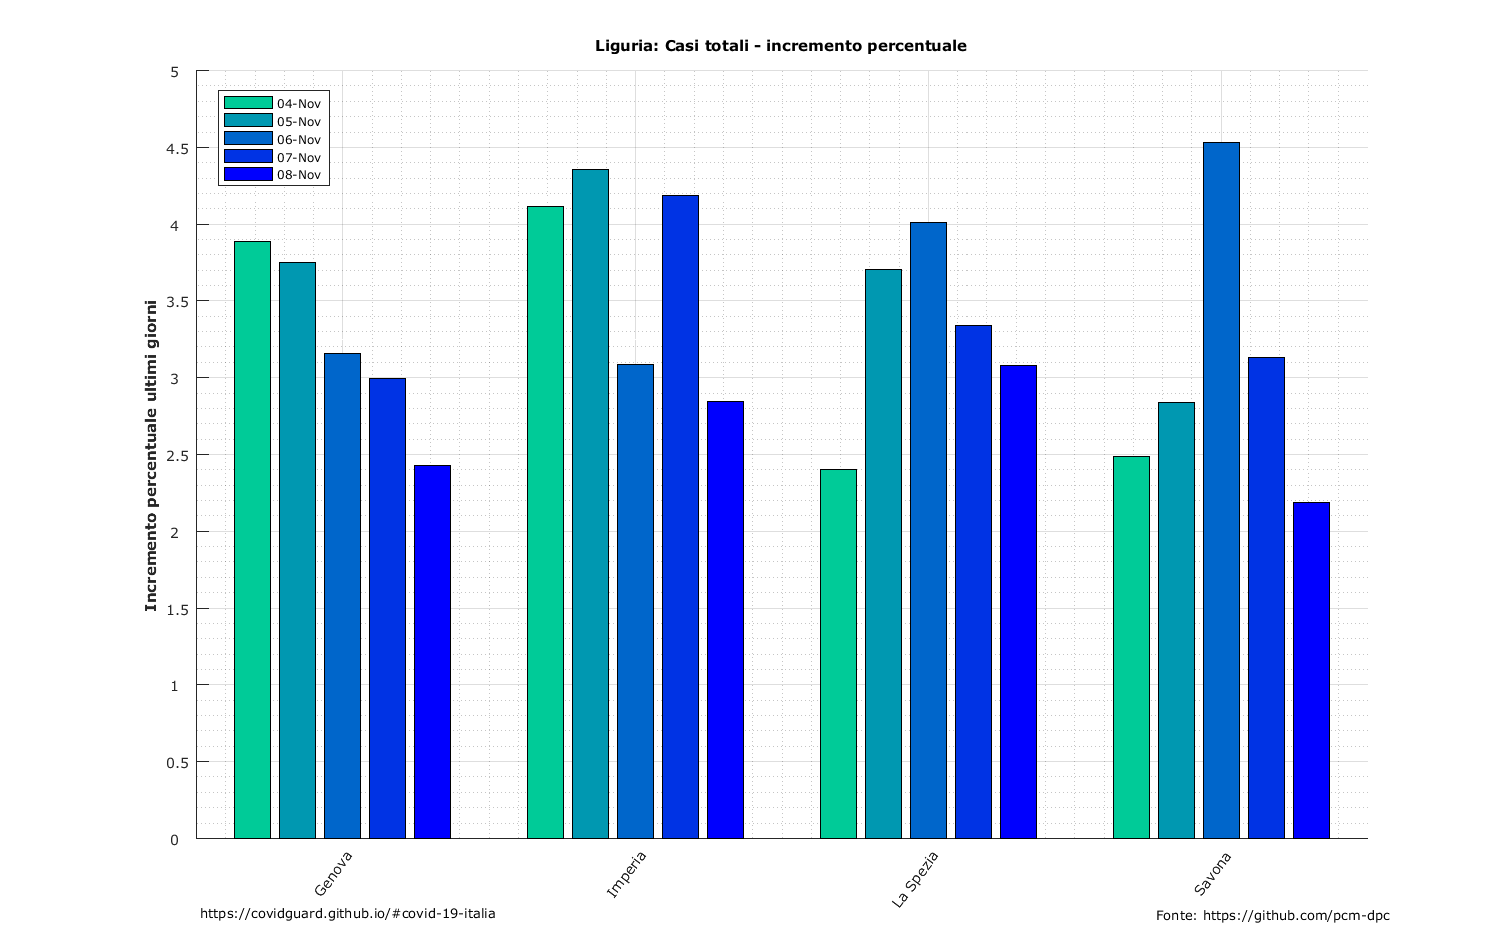 Liguria: Casi totali - incremento percentuale
04-Nov
05-Nov
06-Nov
07-Nov
08-Nov
Incremento percentuale ultimi giorni
5
4.5
4
3.5
3
2.5
2
1.5
1
0.5
0
Genova
Imperia
La Spezia
Savona
https://covidguard.github.io/#covid-19-italia
Fonte: https://github.com/pcm-dpc